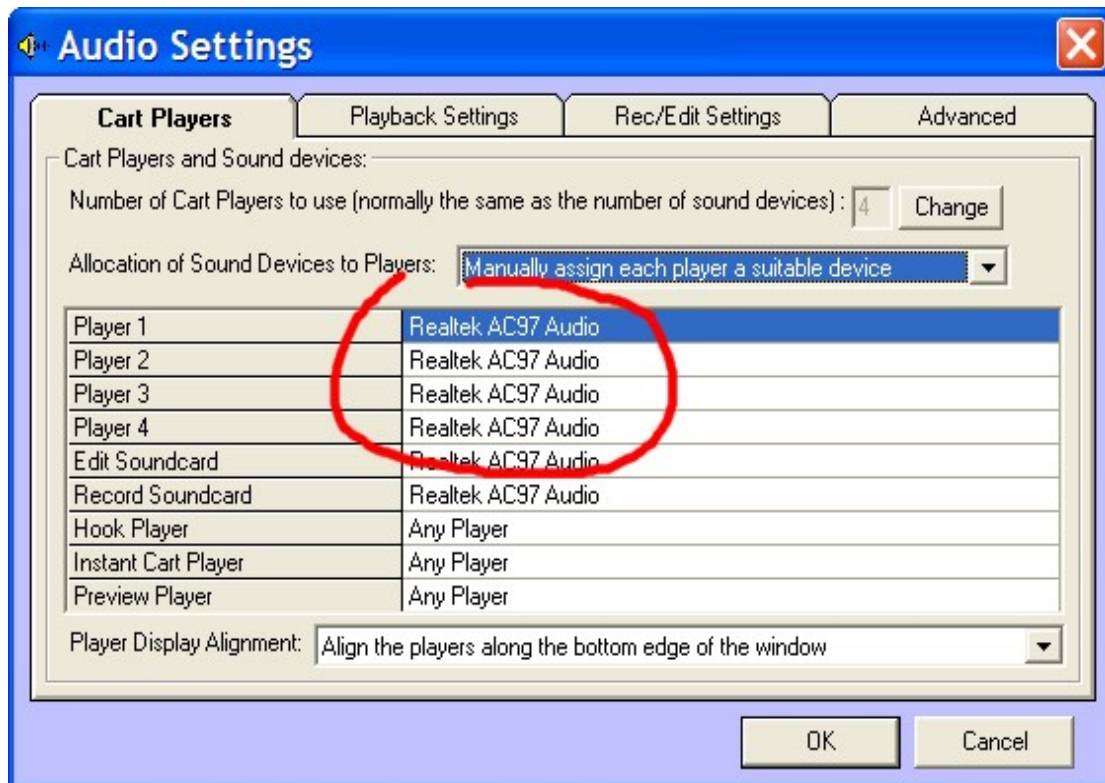 Audio Settings
Cart Players Playback Settings Rec/Edit Settings Advanced
Cart Players and Sound devices:
Number of Cart Players to use (normally the same as the number of sound devices) : 4 Change
Allocation of Sound Devices to Players: Manually assign each player a suitable device
Player 1 Realtek AC97 Audio
Player 2 Realtek AC97 Audio
Player 3 Realtek AC97 Audio
Player 4 Realtek AC97 Audio
Edit Soundcard Realtek AC97 Audio
Record Soundcard Realtek AC97 Audio
Hook Player Any Player
Instant Cart Player Any Player
Preview Player Any Player
Player Display Alignment: Align the players along the bottom edge of the window
OK Cancel